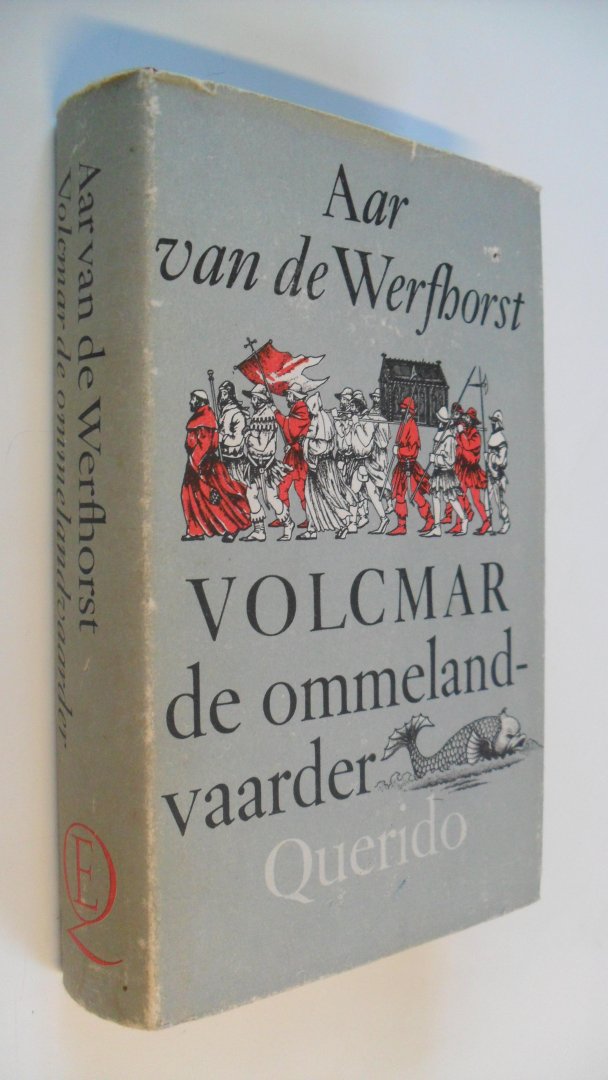 Aar van de Werfhorst
Volcmar de ommelandvaarder
Aar
van de Werfhorst
VOLCMAR
de ommeland-
vaarder
Querido